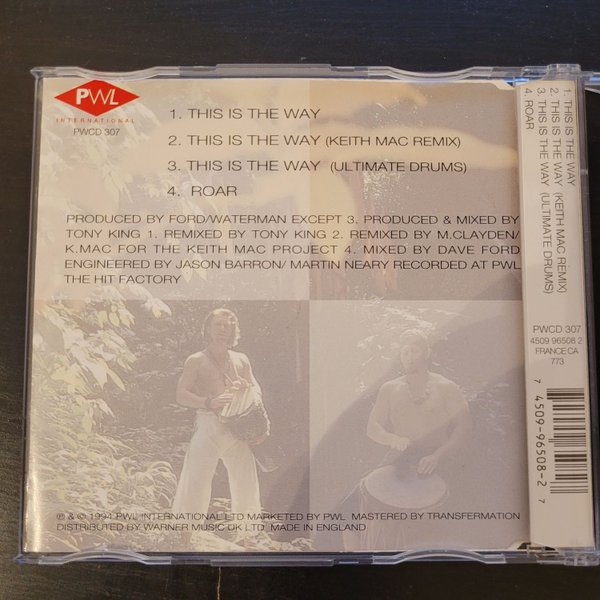 PWL
INTERNATIONAL
PWCD 307
1. THIS IS THE WAY
2. THIS IS THE WAY (KEITH MAC REMIX)
3. THIS IS THE WAY (ULTIMATE DRUMS)
4. ROAR
PRODUCED BY FORD/WATERMAN EXCEPT 3. PRODUCED & MIXED BY
TONY KING 1. REMIXED BY TONY KING 2. REMIXED BY M.CLAYDEN/
K.MAC FOR THE KEITH MAC PROJECT 4. MIXED BY DAVE FORD
ENGINEERED BY JASON BARRON/ MARTIN NEARY RECORDED AT PWL
THE HIT FACTORY
℗ & © 1994 PWL INTERNATIONAL LTD MARKETED BY PWL MASTERED BY TRANSFERMATION
DISTRIBUTED BY WARNER MUSIC UK LTD. MADE IN ENGLAND
1. THIS IS THE WAY
2. THIS IS THE WAY (KEITH MAC REMIX)
3. THIS IS THE WAY (ULTIMATE DRUMS)
4. ROAR
PWCD 307
4509 96508 2
FRANCE CA
773
7 45099-96508-2 7